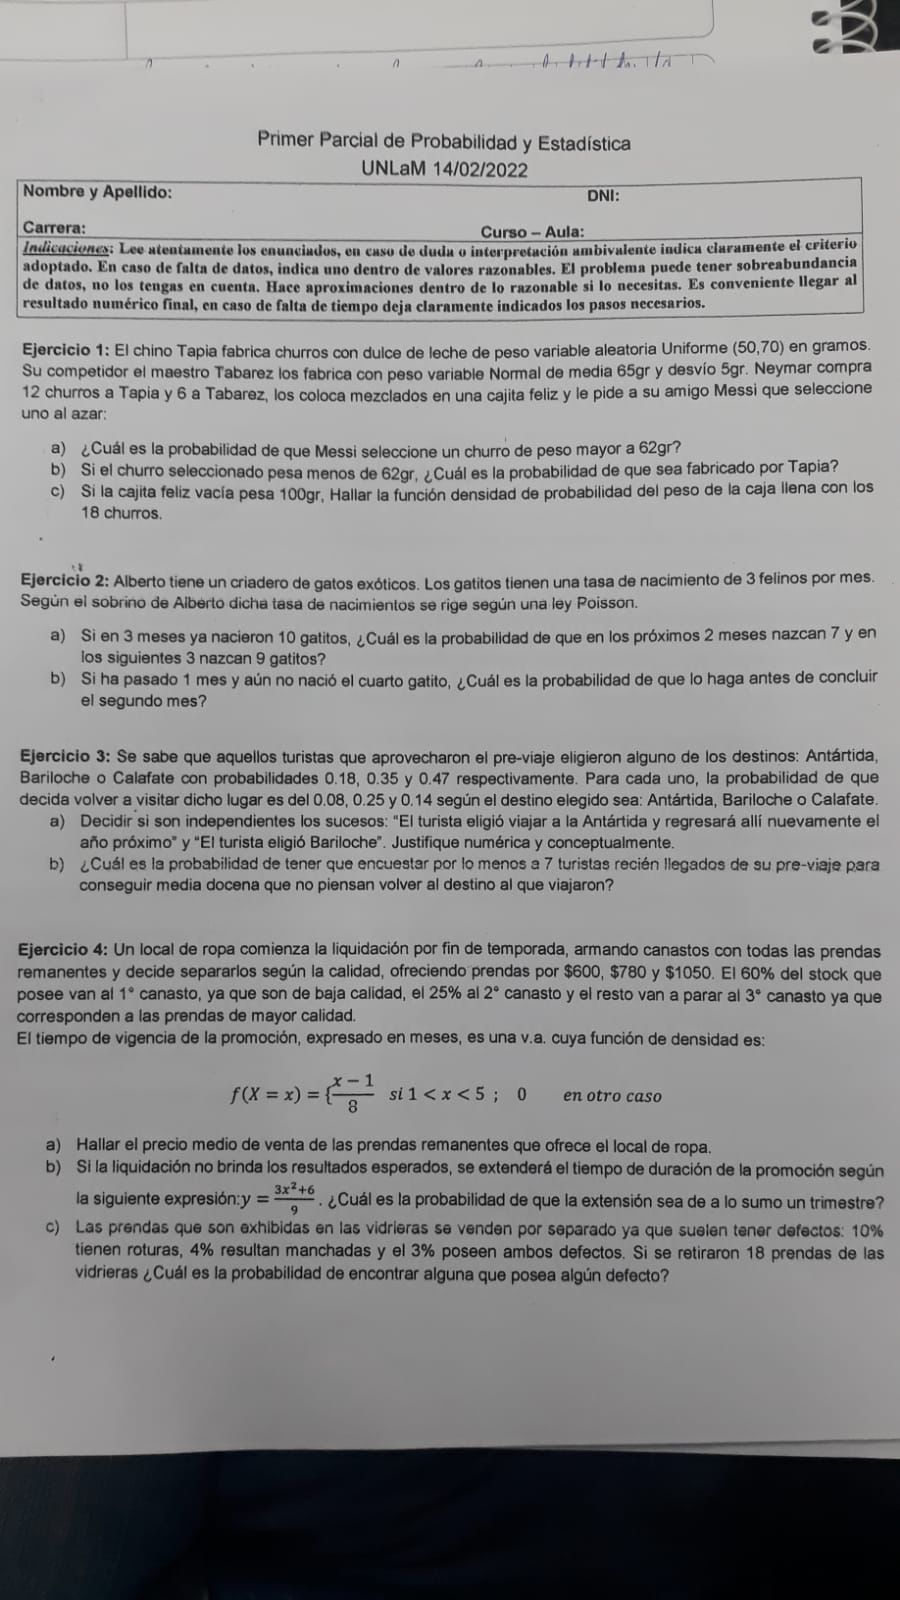 Primer Parcial de Probabilidad y Estadística
UNLaM 14/02/2022
Nombre y Apellido:
DNI:
Carrera:
Curso – Aula:
Indicaciones: Lee atentamente los enunciados, en caso de duda o interpretación ambivalente indica claramente el criterio
adoptado. En caso de falta de datos, indica uno dentro de valores razonables. El problema puede tener sobreabundancia
de datos, no los tengas en cuenta. Hace aproximaciones dentro de lo razonable si lo necesitas. Es conveniente llegar al
resultado numérico final, en caso de falta de tiempo deja claramente indicados los pasos necesarios.
Ejercicio 1: El chino Tapia fabrica churros con dulce de leche de peso variable aleatoria Uniforme (50,70) en gramos.
Su competidor el maestro Tabarez los fabrica con peso variable Normal de media 65gr y desvío 5gr. Neymar compra
12 churros a Tapia y 6 a Tabarez, los coloca mezclados en una cajita feliz y le pide a su amigo Messi que seleccione
uno al azar:
a) ¿Cuál es la probabilidad de que Messi seleccione un churro de peso mayor a 62gr?
b) Si el churro seleccionado pesa menos de 62gr, ¿Cuál es la probabilidad de que sea fabricado por Tapia?
c) Si la cajita feliz vacía pesa 100gr, Hallar la función densidad de probabilidad del peso de la caja llena con los
18 churros.
Ejercicio 2: Alberto tiene un criadero de gatos exóticos. Los gatitos tienen una tasa de nacimiento de 3 felinos por mes.
Según el sobrino de Alberto dicha tasa de nacimientos se rige según una ley Poisson.
a) Si en 3 meses ya nacieron 10 gatitos, ¿Cuál es la probabilidad de que en los próximos 2 meses nazcan 7 y en
los siguientes 3 nazcan 9 gatitos?
b) Si ha pasado 1 mes y aún no nació el cuarto gatito, ¿Cuál es la probabilidad de que lo haga antes de concluir
el segundo mes?
Ejercicio 3: Se sabe que aquellos turistas que aprovecharon el pre-viaje eligieron alguno de los destinos: Antártida,
Bariloche o Calafate con probabilidades 0.18, 0.35 y 0.47 respectivamente. Para cada uno, la probabilidad de que
decida volver a visitar dicho lugar es del 0.08, 0.25 y 0.14 según el destino elegido sea: Antártida, Bariloche o Calafate.
a) Decidir si son independientes los sucesos: "El turista eligió viajar a la Antártida y regresará allí nuevamente el
año próximo" y "El turista eligió Bariloche". Justifique numérica y conceptualmente.
b) ¿Cuál es la probabilidad de tener que encuestar por lo menos a 7 turistas recién llegados de su pre-viaje para
conseguir media docena que no piensan volver al destino al que viajaron?
Ejercicio 4: Un local de ropa comienza la liquidación por fin de temporada, armando canastos con todas las prendas
remanentes y decide separarlos según la calidad, ofreciendo prendas por $600, $780 y $1050. El 60% del stock que
posee van al 1° canasto, ya que son de baja calidad, el 25% al 2° canasto y el resto van a parar al 3° canasto ya que
corresponden a las prendas de mayor calidad.
El tiempo de vigencia de la promoción, expresado en meses, es una v.a. cuya función de densidad es:
f(X = x) = {x − 1/8 si 1 < x < 5 ; 0 en otro caso
a) Hallar el precio medio de venta de las prendas remanentes que ofrece el local de ropa.
b) Si la liquidación no brinda los resultados esperados, se extenderá el tiempo de duración de la promoción según
la siguiente expresión: y = 3x²+6/9 . ¿Cuál es la probabilidad de que la extensión sea de a lo sumo un trimestre?
c) Las prendas que son exhibidas en las vidrieras se venden por separado ya que suelen tener defectos: 10%
tienen roturas, 4% resultan manchadas y el 3% poseen ambos defectos. Si se retiraron 18 prendas de las
vidrieras ¿Cuál es la probabilidad de encontrar alguna que posea algún defecto?